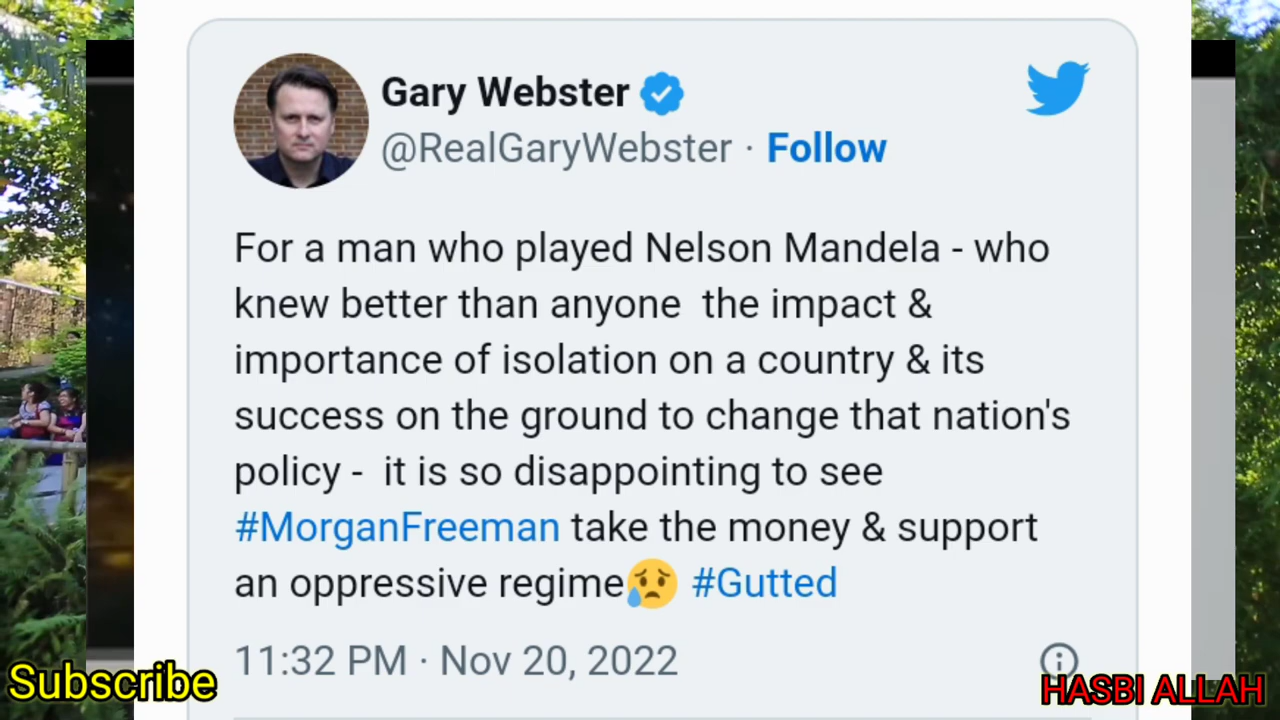 Gary Webster
@RealGaryWebster · Follow
For a man who played Nelson Mandela - who
knew better than anyone  the impact &
importance of isolation on a country & its
success on the ground to change that nation's
policy -  it is so disappointing to see
#MorganFreeman take the money & support
an oppressive regime😥 #Gutted
11:32 PM · Nov 20, 2022
Subscribe
HASBI ALLAH